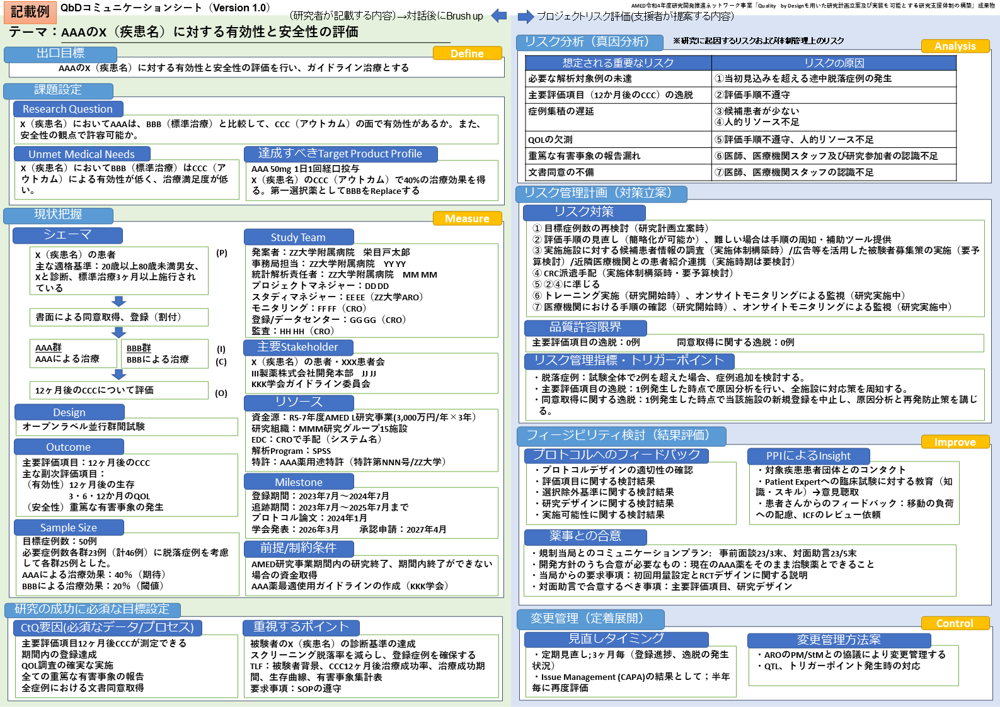 記載例
QbDコミュニケーションシート（Version 1.0）
（研究者が記載する内容）→対話後にBrush up
プロジェクトリスク評価(支援者が提案する内容）
AMED令和4年度研究開発推進ネットワーク事業「Quality by Designを用いた研究計画立案及び実装を可能とする研究支援体制の構築」成果物
テーマ：AAAのX（疾患名）に対する有効性と安全性の評価
出口目標
Define
AAAのX（疾患名）に対する有効性と安全性の評価を行い、ガイドライン治療とする
課題設定
Research Question
X（疾患名）においてAAAは、BBB（標準治療）と比較して、CCC（アウトカム）の面で有効性があるか。また、
安全性の観点で許容可能か。
Unmet Medical Needs
X（疾患名）においてBBB（標準治療）はCCC（ア
ウトカム）による有効性が低く、治療満足度が低
い。
達成すべきTarget Product Profile
AAA 50mg 1日1回経口投与
X（疾患名）のCCC（アウトカム）で40%の治療効果を得
る。第一選択薬としてBBBをReplaceする
現状把握
Measure
シェーマ
X（疾患名）の患者
主な適格基準：20歳以上80歳未満男女、
Xと診断、標準治療3ヶ月以上施行され
ている
(P)
書面による同意取得、登録（割付）
AAA群
AAAによる治療
BBB群
BBBによる治療
(I)
(C)
12ヶ月後のCCCについて評価
(O)
Design
オープンラベル並行群間試験
Outcome
主要評価項目：12ヶ月後のCCC
主な副次評価項目：
（有効性）12ヶ月後の生存
3・6・12か月のQOL
（安全性）重篤な有害事象の発生
Sample Size
目標症例数：50例
必要症例数各群23例（計46例）に脱落症例を考慮
して各群25例とした。
AAAによる治療効果：40%（期待）
BBBによる治療効果：20%（閾値）
Study Team
発案者：ZZ大学附属病院　栄目戸太郎
事務局担当：ZZ大学附属病院　YY YY
統計解析責任者：ZZ大学附属病院　MM MM
プロジェクトマネジャー：DD DD
スタディマネジャー：EE EE（ZZ大学ARO）
モニタリング：FF FF（CRO）
登録/データセンター：GG GG（CRO）
監査：HH HH（CRO）
主要Stakeholder
X（疾患名）の患者・XXX患者会
III製薬株式会社開発本部　JJ JJ
KKK学会ガイドライン委員会
リソース
資金源：R5-7年度AMED L研究事業(3,000万円/年×3年）
研究組織：MMM研究グループ15施設
EDC：CROで手配（システム名）
解析Program：SPSS
特許：AAA薬用途特許（特許第NNN号/ZZ大学）
Milestone
登録期間：2023年7月～2024年7月
追跡期間：2023年7月～2025年7月まで
プロトコル論文：2024年1月
学会発表：2026年3月　　承認申請：2027年4月
前提/制約条件
AMED研究事業期間内の研究終了、期間内終了ができない
場合の資金取得
AAA薬最適使用ガイドラインの作成（KKK学会）
研究の成功に必須な目標設定
CtQ要因(必須なデータ/プロセス)
主要評価項目12ヶ月後CCCが測定できる
期間内の登録達成
QOL調査の確実な実施
全ての重篤な有害事象の報告
全症例における文書同意取得
重視するポイント
被験者のX（疾患名）の診断基準の達成
スクリーニング脱落率を減らし、登録症例を確保する
TLF：被験者背景、CCC12ヶ月後治療成功率、治療成功期
間、生存曲線、有害事象集計表
要求事項：SOPの遵守
リスク分析（真因分析）
※研究に起因するリスクおよび体制管理上のリスク
Analysis
想定される重要なリスク　リスクの原因
必要な解析対象例の未達　①当初見込みを超える途中脱落症例の発生
主要評価項目（12か月後のCCC）の逸脱　②評価手順不遵守
症例集積の遅延　③候補患者が少ない
④人的リソース不足
QOLの欠測　⑤評価手順不遵守、人的リソース不足
重篤な有害事象の報告漏れ　⑥医師、医療機関スタッフ及び研究参加者の認識不足
文書同意の不備　⑦医師、医療機関スタッフの認識不足
リスク管理計画（対策立案）
リスク対策
① 目標症例数の再検討（研究計画立案時）
② 評価手順の見直し（簡略化が可能か）、難しい場合は手順の周知・補助ツール提供
③ 実施施設に対する候補患者情報の調査（実施体制構築時）/広告等を活用した被験者募集策の実施（要予
算検討）/近隣医療機関との患者紹介連携（実施時期は要検討）
④ CRC派遣手配（実施体制構築時・要予算検討）
⑤ ②④に準じる
⑥ トレーニング実施（研究開始時）、オンサイトモニタリングによる監視（研究実施中）
⑦ 医療機関における手順の確認（研究開始時）、オンサイトモニタリングによる監視（研究実施中）
品質許容限界
主要評価項目の逸脱：0例　　　　同意取得に関する逸脱：0例
リスク管理指標・トリガーポイント
・脱落症例：試験全体で2例を超えた場合、症例追加を検討する。
・主要評価項目の逸脱：1例発生した時点で原因分析を行い、全施設に対応策を周知する。
・同意取得に関する逸脱：1例発生した時点で当該施設の新規登録を中止し、原因分析と再発防止策を講じ
る。
フィージビリティ検討（結果評価）
Improve
プロトコルへのフィードバック
・プロトコルデザインの適切性の確認
・評価項目に関する検討結果
・選択除外基準に関する検討結果
・研究デザインに関する検討結果
・実施可能性に関する検討結果
PPIによるInsight
・対象疾患患者団体とのコンタクト
・Patient Expertへの臨床試験に対する教育（知
識・スキル）→意見聴取
・患者さんからのフィードバック：移動の負荷
への配慮、ICFのレビュー依頼
薬事との合意
・規制当局とのコミュニケーションプラン:　事前面談23/3末、対面助言23/5末
・開発方針のうち合意が必要なもの：現在のAAA薬をそのまま治験薬とできること
・当局からの要求事項：初回用量設定とRCTデザインに関する説明
・対面助言で合意するべき事項：主要評価項目、研究デザイン
変更管理（定着展開）
Control
見直しタイミング
・定期見直し;3ヶ月毎（登録進捗、逸脱の発生
状況）
・Issue Management (CAPA)の結果として；半年
毎に再度評価
変更管理方法案
・AROのPM/StMとの協議により変更管理する
・QTL、トリガーポイント発生時の対応